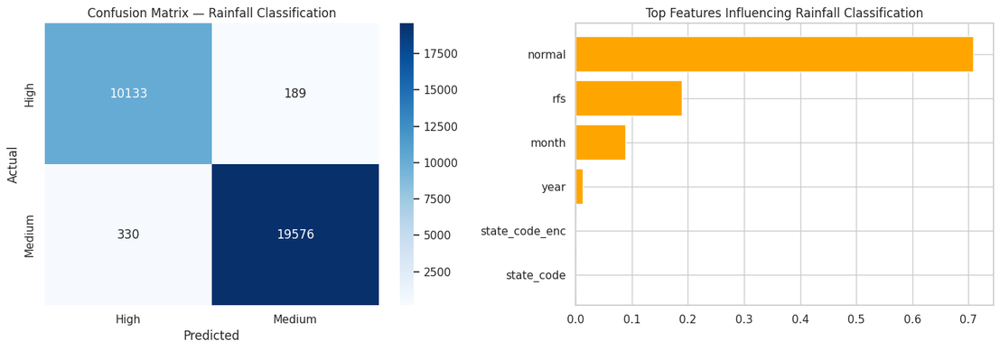 Confusion Matrix — Rainfall Classification
High
10133
189
Medium
330
19576
Actual
High
Medium
Predicted
17500
15000
12500
10000
7500
5000
2500
Top Features Influencing Rainfall Classification
normal
rfs
month
year
state_code_enc
state_code
0.0
0.1
0.2
0.3
0.4
0.5
0.6
0.7